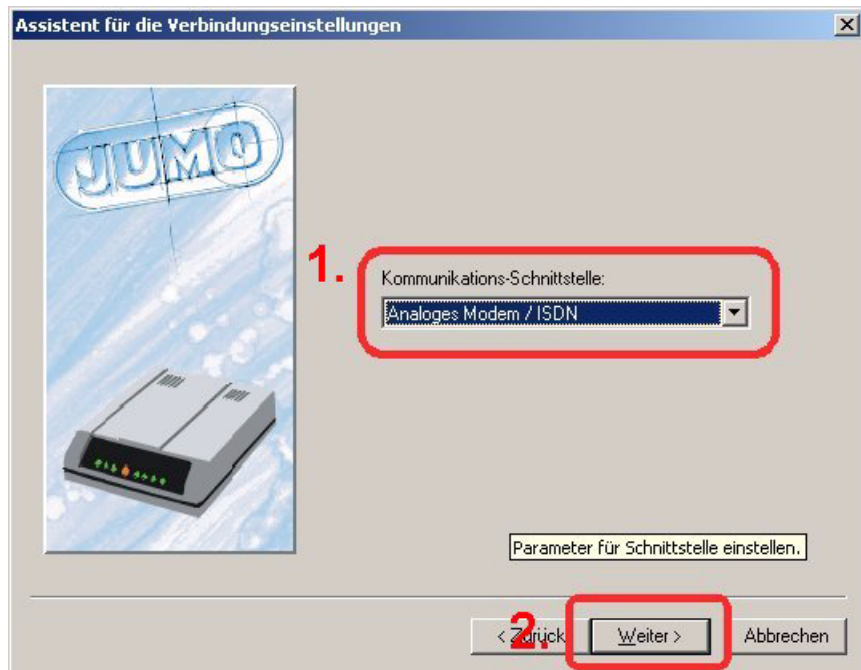 Assistent für die Verbindungseinstellungen
JUMO
1.
Kommunikations-Schnittstelle:
Analoges Modem / ISDN
Parameter für Schnittstelle einstellen.
2.
< Zurück
Weiter >
Abbrechen